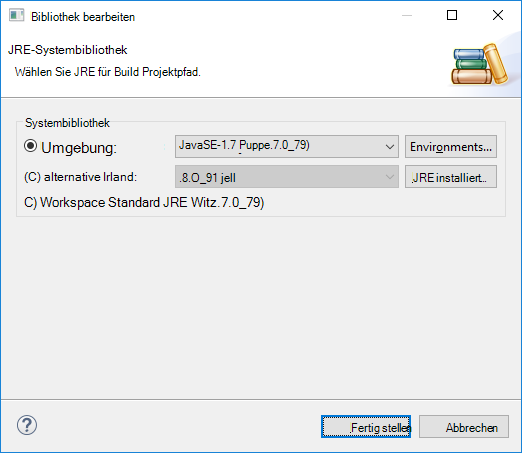 Bibliothek bearbeiten
JRE-Systembibliothek
Wählen Sie JRE für Build Projektpfad.
Systembibliothek
Umgebung: JavaSE-1.7 Puppe.7.0_79) Environments...
(C) alternative Irland: .8.O_91 jell JRE installiert..
C) Workspace Standard JRE Witz.7.0_79)
? Fertig stellen Abbrechen